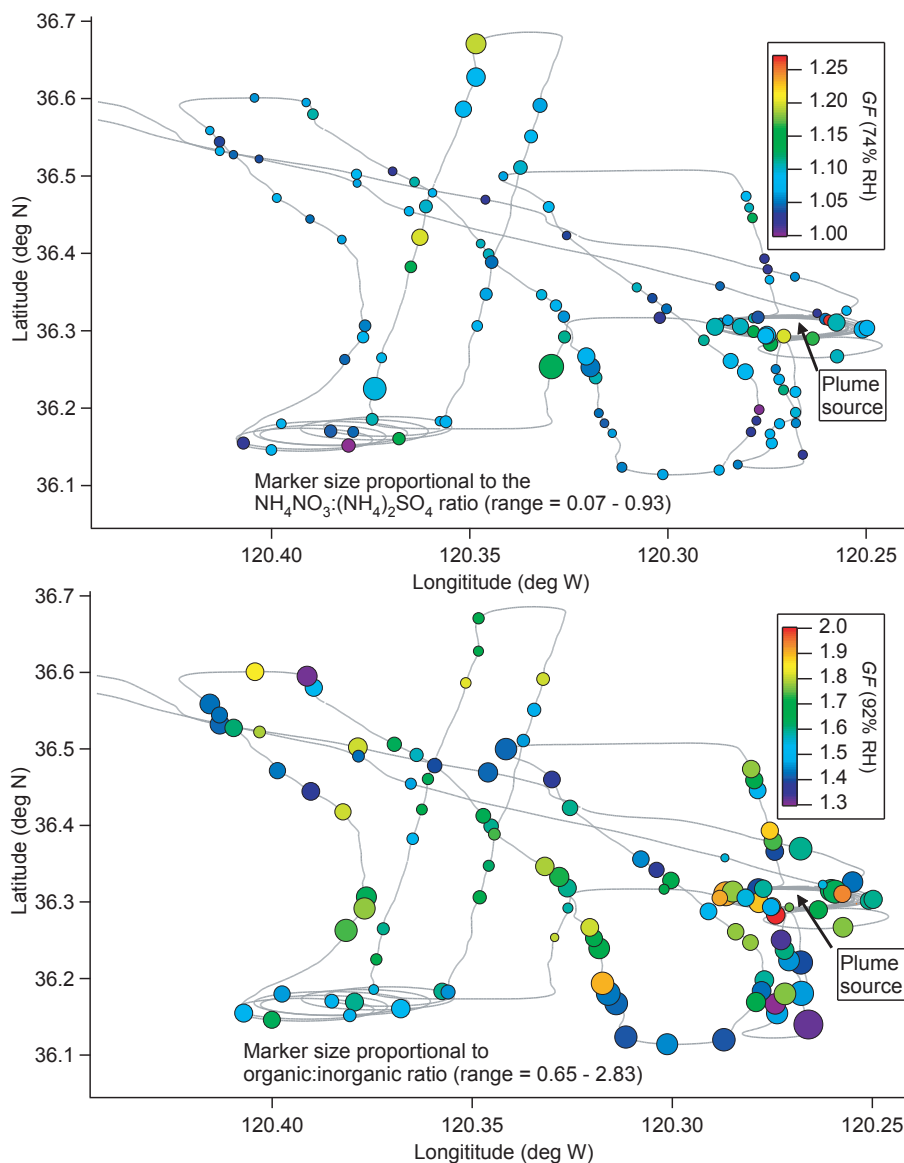 36.7
36.6
36.5
36.4
36.3
36.2
36.1
Latitude (deg N)
120.40
120.35
120.30
120.25
Longititude (deg W)
1.25
1.20
1.15
1.10
1.05
1.00
GF (74% RH)
Plume
source
Marker size proportional to the
NH₄NO₃:(NH₄)₂SO₄ ratio (range = 0.07 - 0.93)
36.7
36.6
36.5
36.4
36.3
36.2
36.1
Latitude (deg N)
120.40
120.35
120.30
120.25
Longititude (deg W)
2.0
1.9
1.8
1.7
1.6
1.5
1.4
1.3
GF (92% RH)
Plume
source
Marker size proportional to
organic:inorganic ratio (range = 0.65 - 2.83)